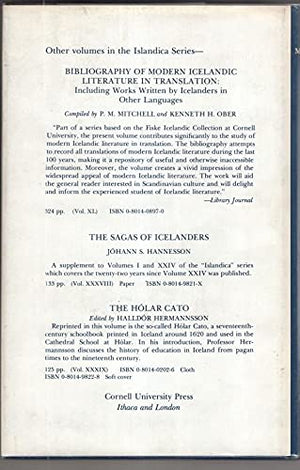 Other volumes in the Islandica Series—
BIBLIOGRAPHY OF MODERN ICELANDIC
LITERATURE IN TRANSLATION:
Including Works Written by Icelanders in
Other Languages
Compiled by P. M. MITCHELL and KENNETH H. OBER
"Part of a series based on the Fiske Icelandic Collection at Cornell
University, the present volume contributes significantly to the study of
modern Icelandic literature in translation. The bibliography attempts
to record all translations of modern Icelandic literature during the last
100 years, making it a repository of useful and otherwise inaccessible
information. Moreover, the volume creates a vivid impression of the
widespread appeal of modern Icelandic literature. The work will aid
the general reader interested in Scandinavian culture and will delight
and inform the experienced student of Icelandic literature."
—Library Journal
324 pp. (Vol. XL) ISBN 0-8014-0897-0
THE SAGAS OF ICELANDERS
JÓHANN S. HANNESSON
A supplement to Volumes I and XXIV of the "Islandica" series
which covers the twenty-two years since Volume XXIV was published.
135 pp. (Vol. XXXVIII) Paper ISBN 0-8014-9821-X
THE HÓLAR CATO
Edited by HALLDÓR HERMANNSSON
Reprinted in this volume is the so-called Hólar Cato, a seventeenth-
century schoolbook printed in Iceland around 1620 and used in the
Cathedral School at Hólar. In his introduction, Professor Her-
mannsson discusses the history of education in Iceland from pagan
times to the nineteenth century.
125 pp. (Vol. XXXIX) ISBN 0-8014-0202-6 Cloth
ISBN 0-8014-9822-8 Soft cover
Cornell University Press
Ithaca and London